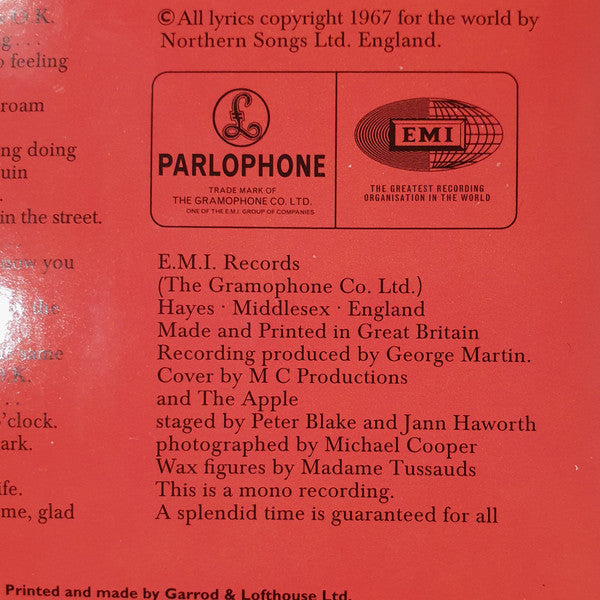 O.K.
g . . .
o feeling
roam
ng doing
uin
.
in the street.
now you
the
same
O.K.
. . .
o'clock.
ark.
ife.
me, glad
©All lyrics copyright 1967 for the world by
Northern Songs Ltd. England.
£
PARLOPHONE
TRADE MARK OF
THE GRAMOPHONE CO. LTD.
ONE OF THE E.M.I. GROUP OF COMPANIES
EMI
THE GREATEST RECORDING
ORGANISATION IN THE WORLD
E.M.I. Records
(The Gramophone Co. Ltd.)
Hayes · Middlesex · England
Made and Printed in Great Britain
Recording produced by George Martin.
Cover by M C Productions
and The Apple
staged by Peter Blake and Jann Haworth
photographed by Michael Cooper
Wax figures by Madame Tussauds
This is a mono recording.
A splendid time is guaranteed for all
Printed and made by Garrod & Lofthouse Ltd.